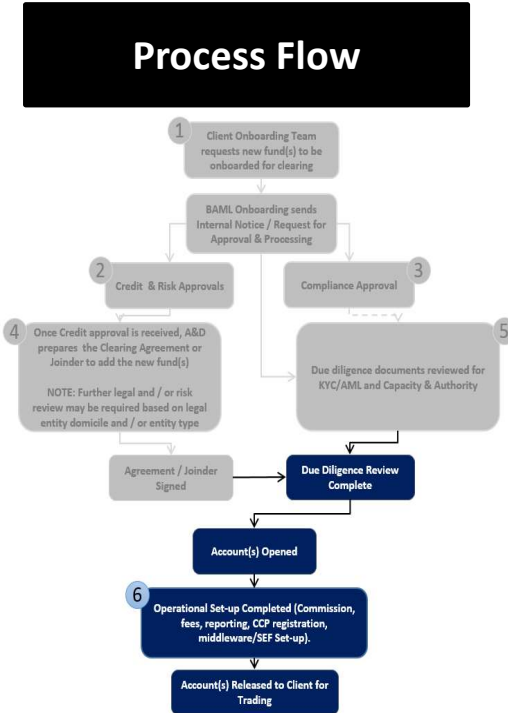 Process Flow
1
Client Onboarding Team
requests new fund(s) to be
onboarded for clearing
BAML Onboarding sends
Internal Notice / Request for
Approval & Processing
2
Credit & Risk Approvals
3
Compliance Approval
4
Once Credit approval is received, A&D
prepares the Clearing Agreement or
Joinder to add the new fund(s)
NOTE: Further legal and / or risk
review may be required based on legal
entity domicile and / or entity type
5
Due diligence documents reviewed for
KYC/AML and Capacity & Authority
Agreement / Joinder
Signed
Due Diligence Review
Complete
Account(s) Opened
6
Operational Set-up Completed (Commission,
fees, reporting, CCP registration,
middleware/SEF Set-up).
Account(s) Released to Client for
Trading